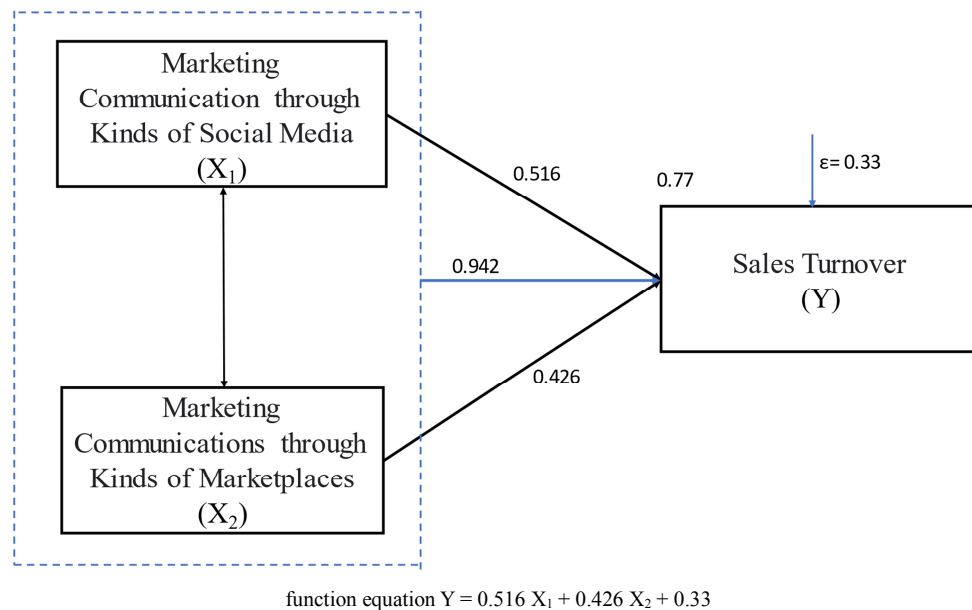 Marketing
Communication through
Kinds of Social Media
(X₁)
0.516
0.77
ε= 0.33
Sales Turnover
(Y)
0.942
0.426
Marketing
Communications through
Kinds of Marketplaces
(X₂)
function equation Y = 0.516 X₁ + 0.426 X₂ + 0.33